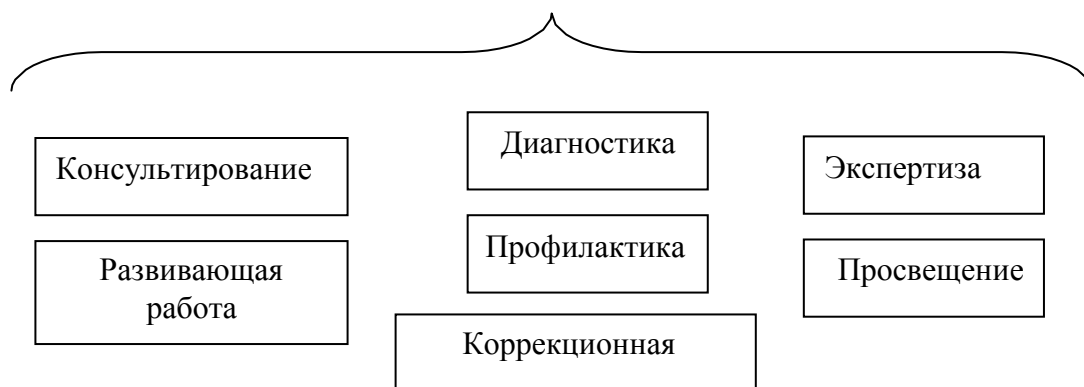 Консультирование
Развивающая
работа
Диагностика
Профилактика
Коррекционная
Экспертиза
Просвещение